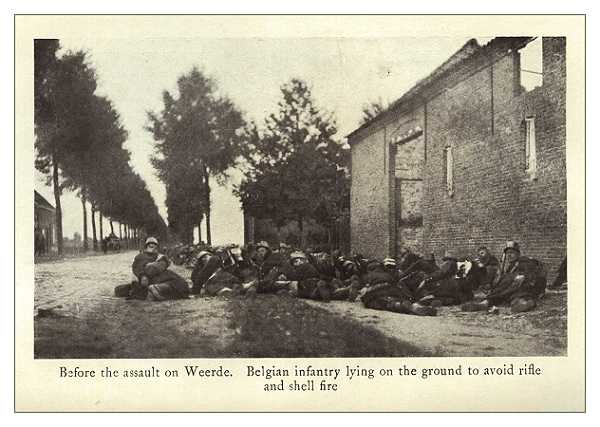 Before the assault on Weerde. Belgian infantry lying on the ground to avoid rifle
and shell fire